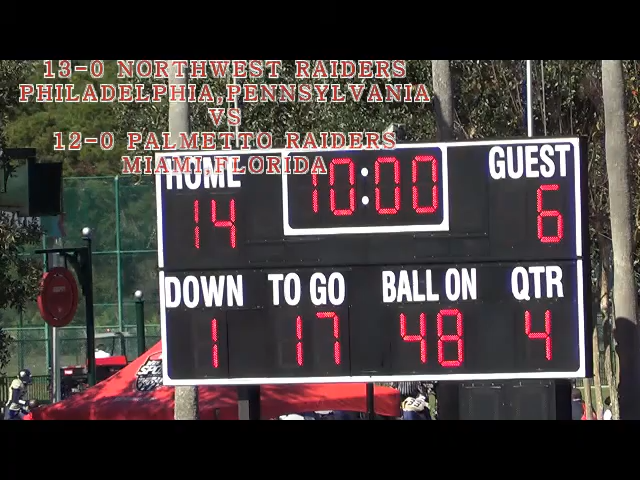 13-0 NORTHWEST RAIDERS
PHILADELPHIA,PENNSYLVANIA
VS
12-0 PALMETTO RAIDERS
MIAMI,FLORIDA
HOME 10:00 GUEST
14 6
DOWN TO GO BALL ON QTR
1 17 48 4